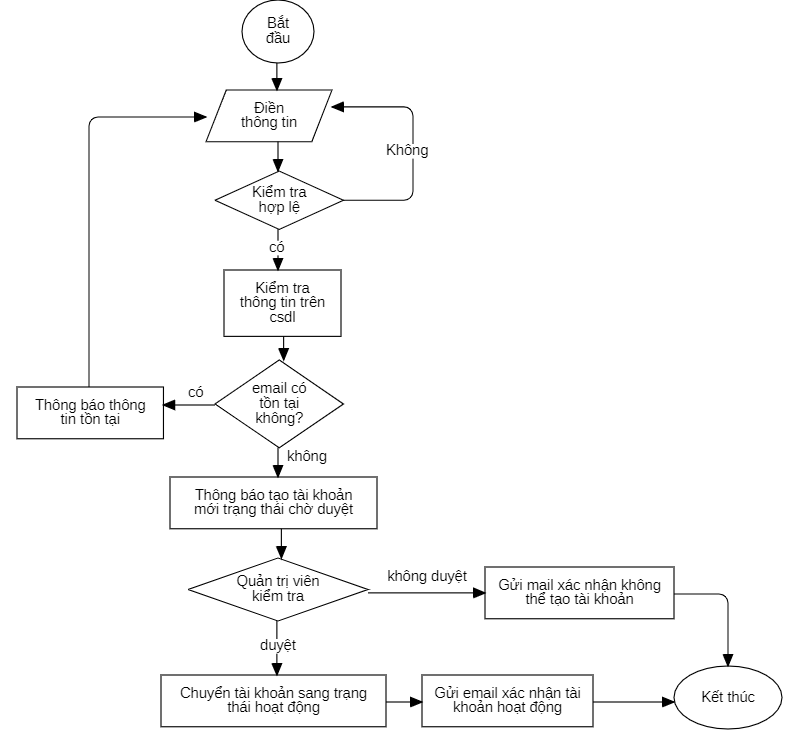 Bắt
đầu
Điền
thông tin
Không
Kiểm tra
hợp lệ
có
Kiểm tra
thông tin trên
csdl
email có
tồn tại
không?
có
Thông báo thông
tin tồn tại
không
Thông báo tạo tài khoản
mới trạng thái chờ duyệt
Quản trị viên
kiểm tra
không duyệt
Gửi mail xác nhận không
thể tạo tài khoản
duyệt
Chuyển tài khoản sang trạng
thái hoạt động
Gửi email xác nhận tài
khoản hoạt động
Kết thúc